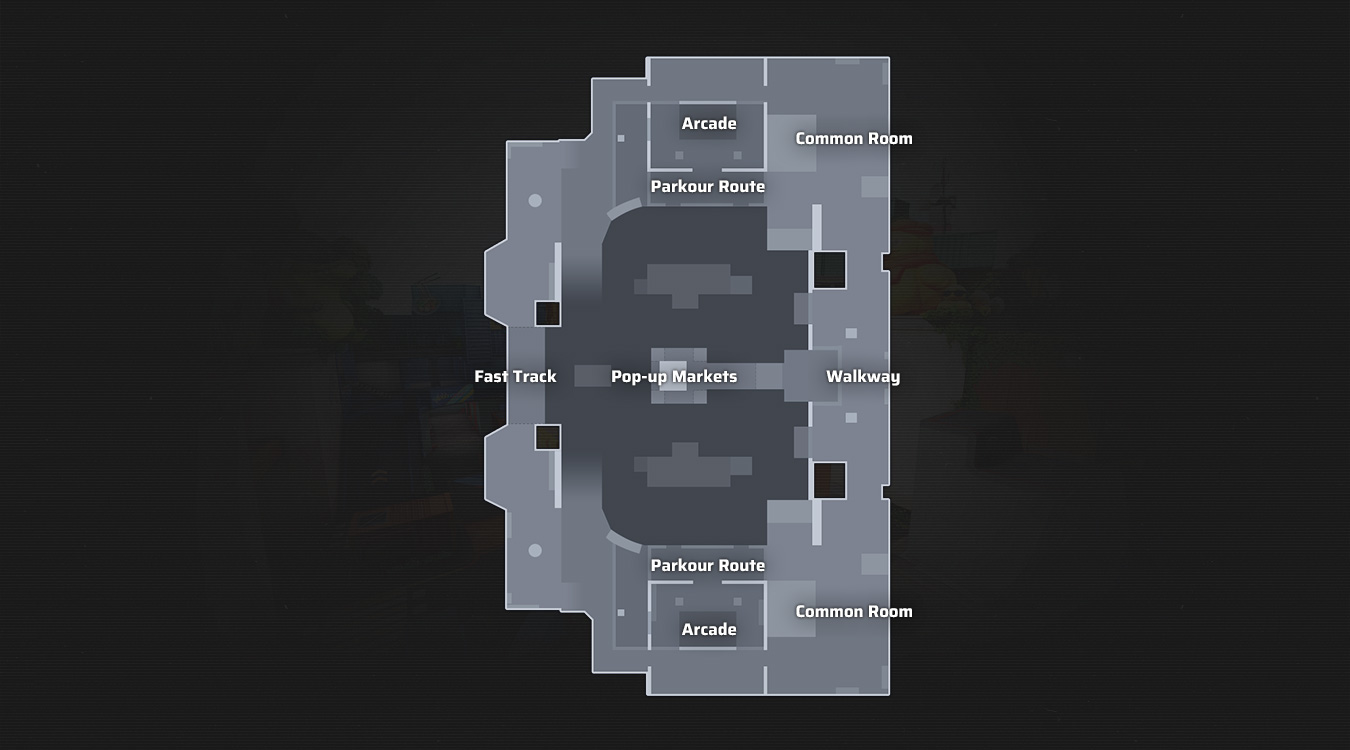 Arcade
Common Room
Parkour Route
Fast Track
Pop-up Markets
Walkway
Parkour Route
Common Room
Arcade